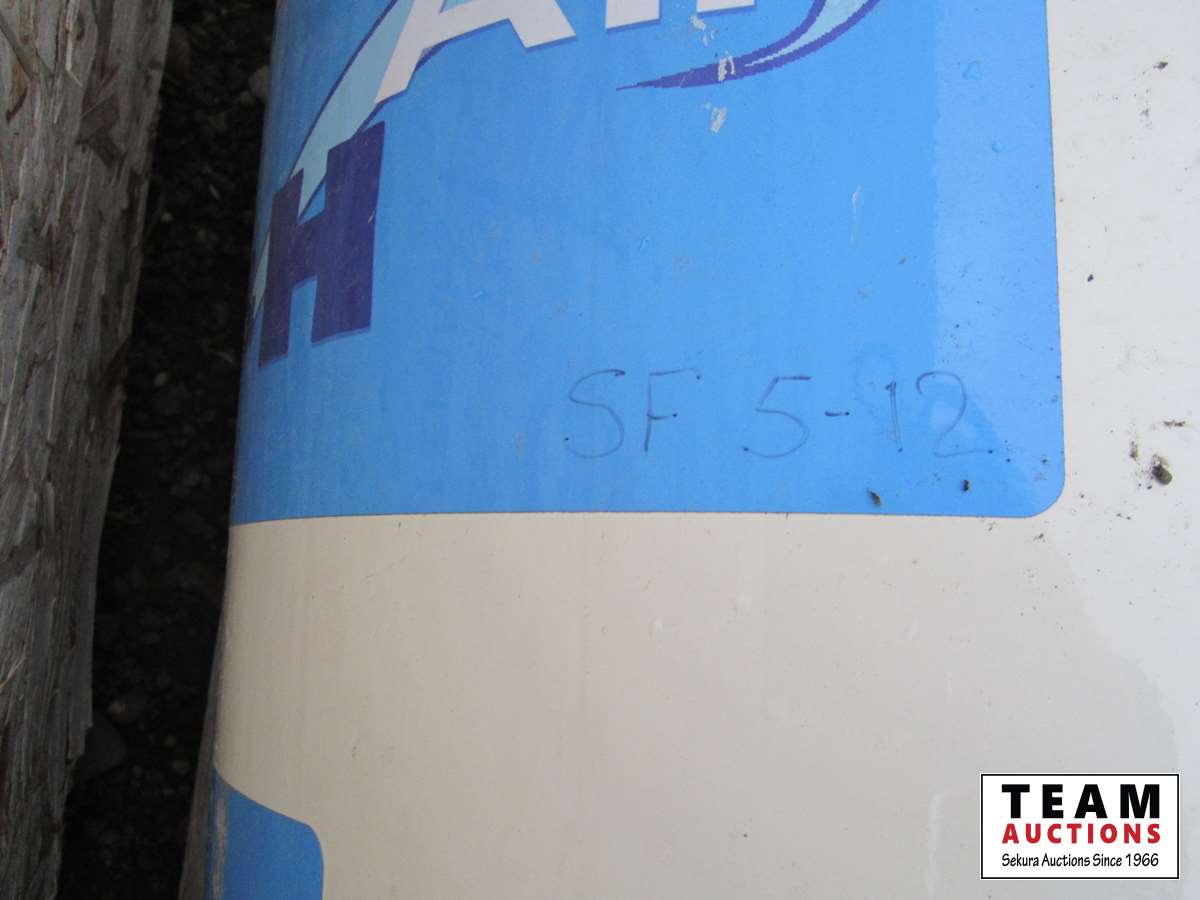 H
SF 5-12
TEAM
AUCTIONS
Sekura Auctions Since 1966